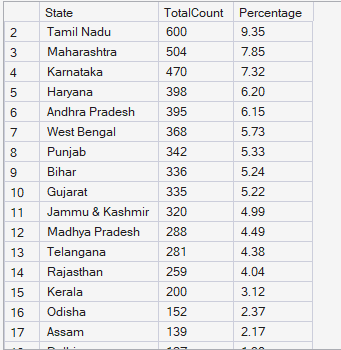 State TotalCount Percentage
2 Tamil Nadu 600 9.35
3 Maharashtra 504 7.85
4 Karnataka 470 7.32
5 Haryana 398 6.20
6 Andhra Pradesh 395 6.15
7 West Bengal 368 5.73
8 Punjab 342 5.33
9 Bihar 336 5.24
10 Gujarat 335 5.22
11 Jammu & Kashmir 320 4.99
12 Madhya Pradesh 288 4.49
13 Telangana 281 4.38
14 Rajasthan 259 4.04
15 Kerala 200 3.12
16 Odisha 152 2.37
17 Assam 139 2.17